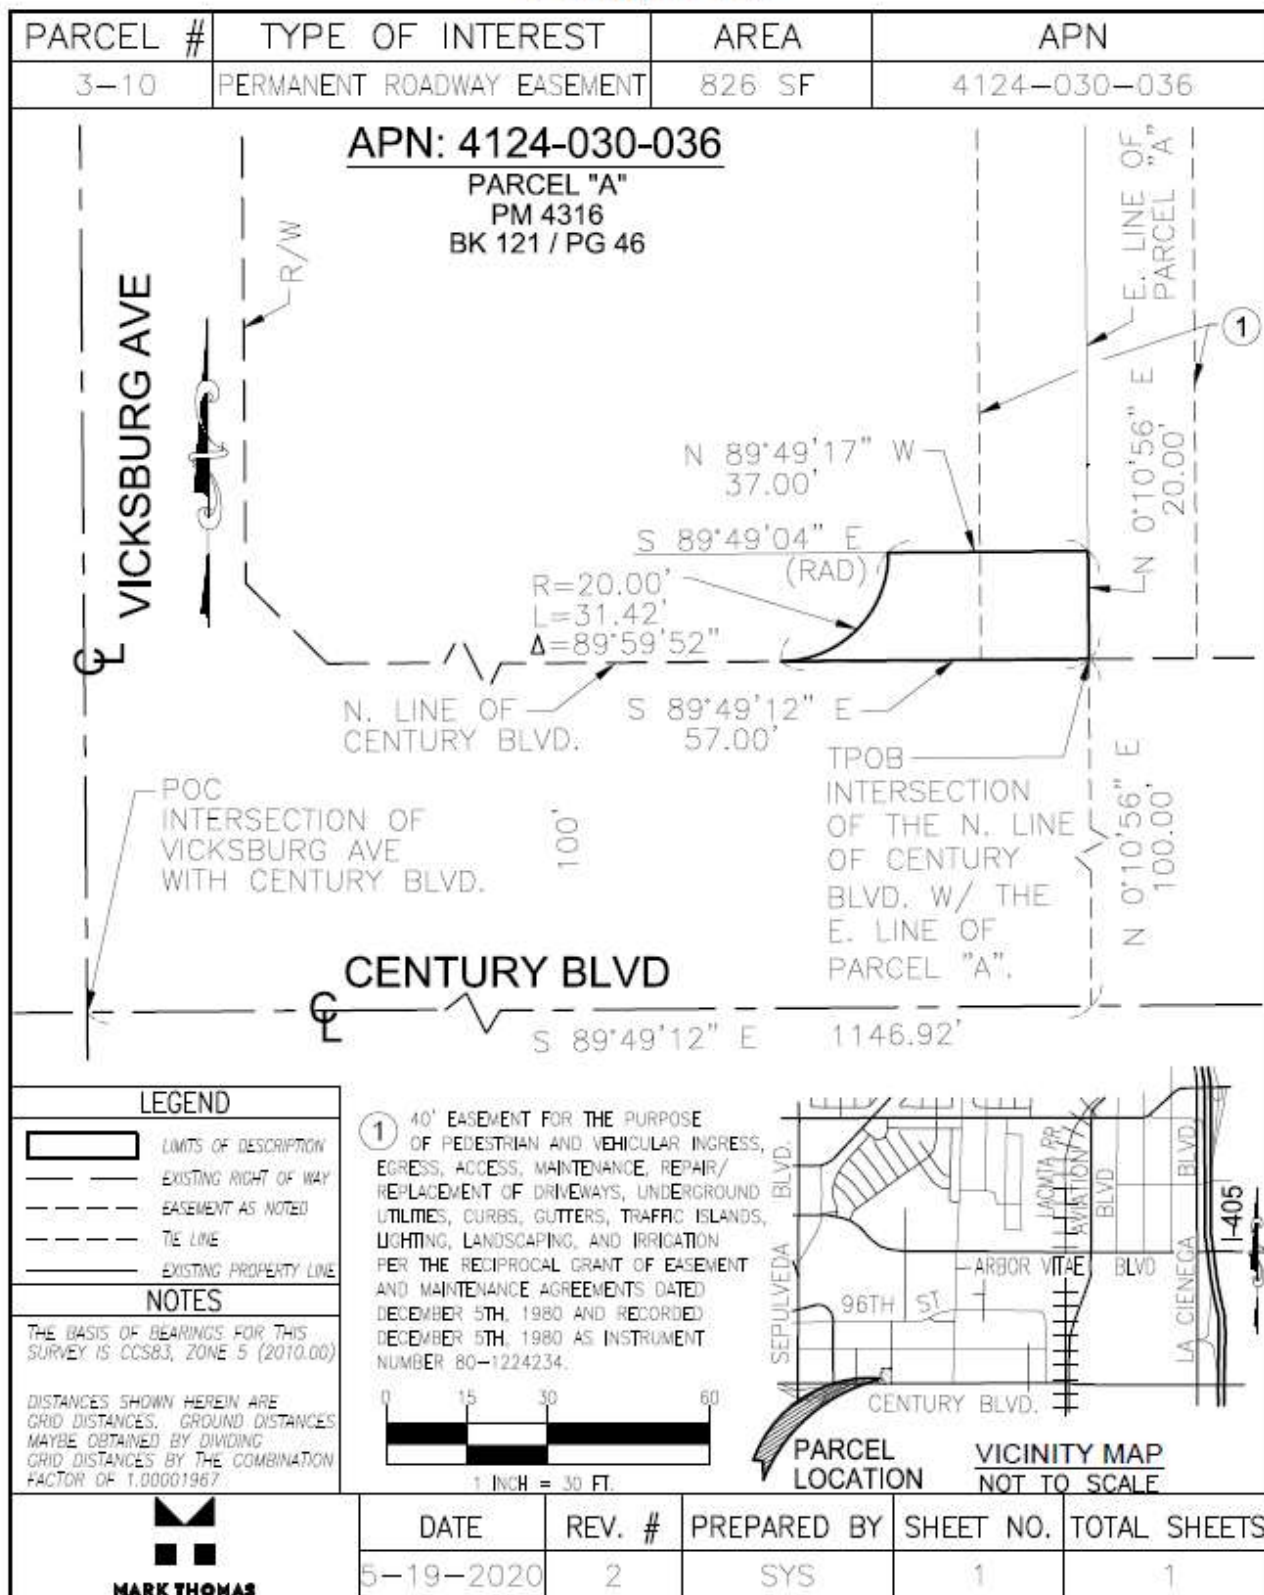 PARCEL # TYPE OF INTEREST AREA APN
3-10 PERMANENT ROADWAY EASEMENT 826 SF 4124-030-036
APN: 4124-030-036
PARCEL "A"
PM 4316
BK 121 / PG 46
R/W
VICKSBURG AVE
E. LINE OF
PARCEL "A"
1
N 0°10'56" E
20.00'
N 89°49'17" W
37.00'
S 89°49'04" E
(RAD)
R=20.00'
L=31.42'
Δ=89°59'52"
N. LINE OF
CENTURY BLVD.
S 89°49'12" E
57.00'
TPOB
INTERSECTION
OF THE N. LINE
OF CENTURY
BLVD. W/ THE
E. LINE OF
PARCEL "A".
N 0°10'56" E
100.00'
POC
INTERSECTION OF
VICKSBURG AVE
WITH CENTURY BLVD.
100'
CENTURY BLVD
S 89°49'12" E 1146.92'
LEGEND
LIMITS OF DESCRIPTION
EXISTING RIGHT OF WAY
EASEMENT AS NOTED
TIE LINE
EXISTING PROPERTY LINE
NOTES
THE BASIS OF BEARINGS FOR THIS
SURVEY IS CCS83, ZONE 5 (2010.00)
DISTANCES SHOWN HEREIN ARE
GRID DISTANCES. GROUND DISTANCES
MAYBE OBTAINED BY DIVIDING
GRID DISTANCES BY THE COMBINATION
FACTOR OF 1.00001967
1 40' EASEMENT FOR THE PURPOSE
OF PEDESTRIAN AND VEHICULAR INGRESS,
EGRESS, ACCESS, MAINTENANCE, REPAIR/
REPLACEMENT OF DRIVEWAYS, UNDERGROUND
UTILITIES, CURBS, GUTTERS, TRAFFIC ISLANDS,
LIGHTING, LANDSCAPING, AND IRRIGATION
PER THE RECIPROCAL GRANT OF EASEMENT
AND MAINTENANCE AGREEMENTS DATED
DECEMBER 5TH, 1980 AND RECORDED
DECEMBER 5TH, 1980 AS INSTRUMENT
NUMBER 80-1224234.
0 15 30 60
1 INCH = 30 FT.
SEPULVEDA BLVD.
LACMTA PR
AVIATION
BLVD
LA CIENEGA BLVD.
I-405
ARBOR VITAE BLVD
96TH ST
CENTURY BLVD.
PARCEL
LOCATION
VICINITY MAP
NOT TO SCALE
MARK THOMAS
DATE REV. # PREPARED BY SHEET NO. TOTAL SHEETS
5-19-2020 2 SYS 1 1